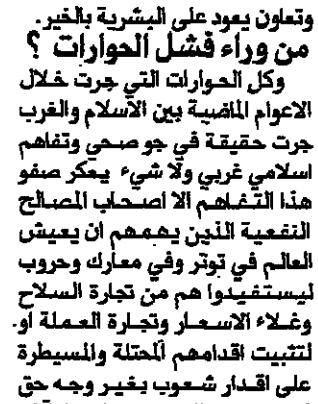 وتعاون يعود على البشرية بالخير.
من وراء فشل الحوارات ؟
وكل الحوارات التي جرت خلال
الاعوام الماضية بين الاسلام والغرب
جرت حقيقة في جو صحي وتفاهم
اسلامي غربي ولا شيء يعكر صفو
هذا التفاهم الا اصحاب المصالح
النفعية الذين يهمهم ان يعيش
العالم في توتر وفي معارك وحروب
ليستفيدوا هم من تجارة السلاح
وغلاء الاسعار وتجارة العملة او.
لتثبيت اقدامهم المحتلة والمسيطرة
على اقدار شعوب بغير وجه حق